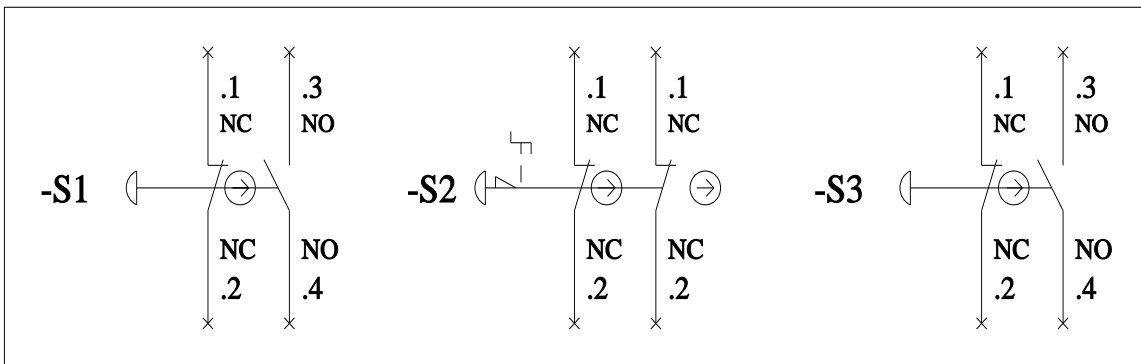 .1 .3 .1 .1 .1 .3
NC NO NC NC NC NO
-S1 -S2 -S3
NC NO NC NC NC NO
.2 .4 .2 .2 .2 .4